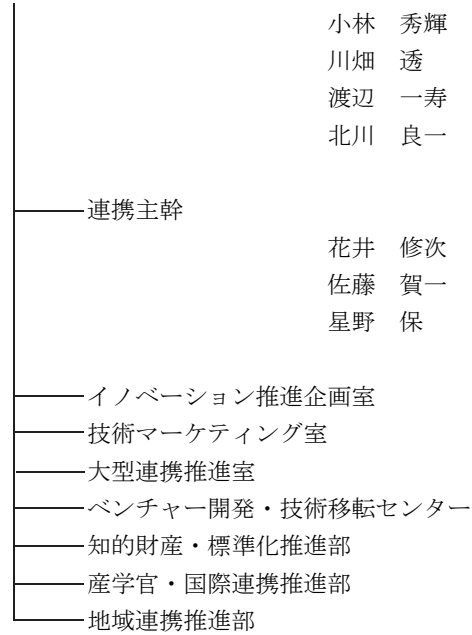 小林　秀輝
川畑　透
渡辺　一寿
北川　良一
連携主幹
花井　修次
佐藤　賀一
星野　保
イノベーション推進企画室
技術マーケティング室
大型連携推進室
ベンチャー開発・技術移転センター
知的財産・標準化推進部
産学官・国際連携推進部
地域連携推進部